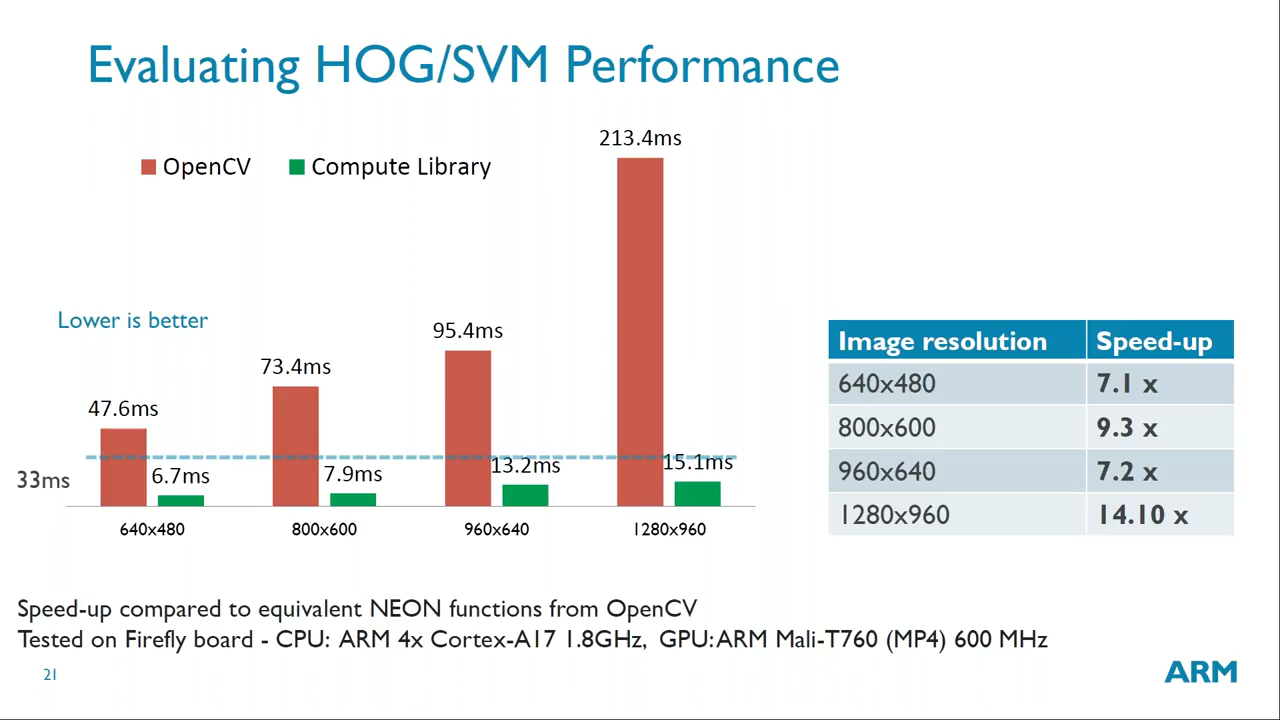 Evaluating HOG/SVM Performance
OpenCV Compute Library
213.4ms
Lower is better
95.4ms
73.4ms
47.6ms
33ms
6.7ms
7.9ms
13.2ms
15.1ms
640x480 800x600 960x640 1280x960
Image resolution Speed-up
640x480 7.1 x
800x600 9.3 x
960x640 7.2 x
1280x960 14.10 x
Speed-up compared to equivalent NEON functions from OpenCV
Tested on Firefly board - CPU: ARM 4x Cortex-A17 1.8GHz, GPU:ARM Mali-T760 (MP4) 600 MHz
21
ARM